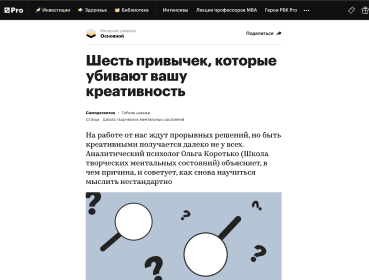 Pro
Инвестиции
Здоровье
Библиотека
Интенсивы
Лекции профессоров MBA
Герои РБК Pro
Материал раздела
Основной
Поделиться
Шесть привычек, которые
убивают вашу
креативность
Саморазвитие
Гибкие навыки
Статьи
Школа творческих ментальных состояний
На работе от нас ждут прорывных решений, но быть
креативными получается далеко не у всех.
Аналитический психолог Ольга Коротько (Школа
творческих ментальных состояний) объясняет, в
чем причина, и советует, как снова научиться
мыслить нестандартно
? ? ? ? ?